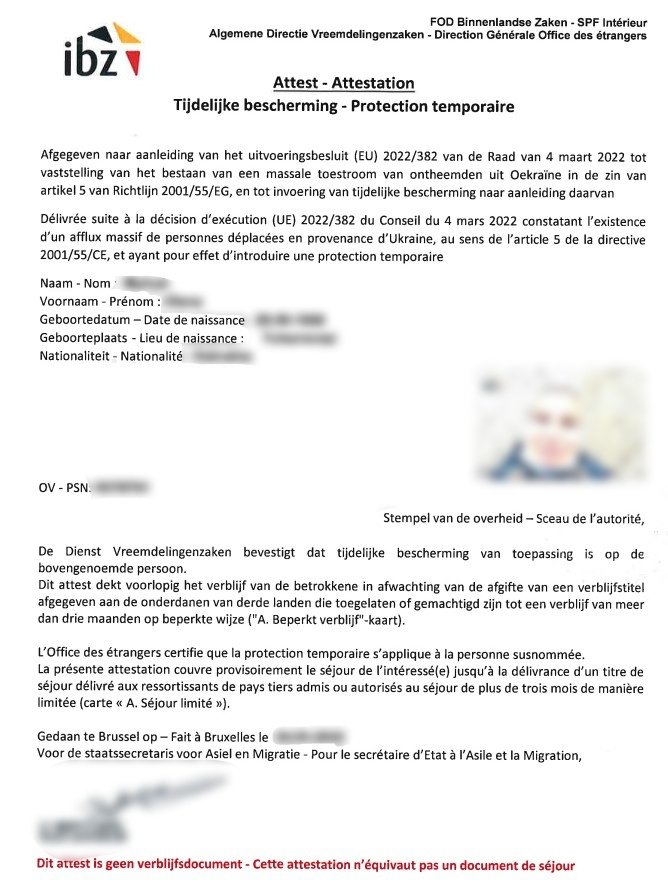 ibz
FOD Binnenlandse Zaken - SPF Intérieur
Algemene Directie Vreemdelingenzaken - Direction Générale Office des étrangers
Attest - Attestation
Tijdelijke bescherming - Protection temporaire
Afgegeven naar aanleiding van het uitvoeringsbesluit (EU) 2022/382 van de Raad van 4 maart 2022 tot
vaststelling van het bestaan van een massale toestroom van ontheemden uit Oekraïne in de zin van
artikel 5 van Richtlijn 2001/55/EG, en tot invoering van tijdelijke bescherming naar aanleiding daarvan
Délivrée suite à la décision d'exécution (UE) 2022/382 du Conseil du 4 mars 2022 constatant l'existence
d'un afflux massif de personnes déplacées en provenance d'Ukraine, au sens de l'article 5 de la directive
2001/55/CE, et ayant pour effet d'introduire une protection temporaire
Naam - Nom :
Voornaam - Prénom :
Geboortedatum – Date de naissance
Geboorteplaats - Lieu de naissance :
Nationaliteit - Nationalité
OV - PSN.
Stempel van de overheid – Sceau de l'autorité,
De Dienst Vreemdelingenzaken bevestigt dat tijdelijke bescherming van toepassing is op de
bovengenoemde persoon.
Dit attest dekt voorlopig het verblijf van de betrokkene in afwachting van de afgifte van een verblijfstitel
afgegeven aan de onderdanen van derde landen die toegelaten of gemachtigd zijn tot een verblijf van meer
dan drie maanden op beperkte wijze ("A. Beperkt verblijf"-kaart).
L'Office des étrangers certifie que la protection temporaire s'applique à la personne susnommée.
La présente attestation couvre provisoirement le séjour de l'intéressé(e) jusqu'à la délivrance d'un titre de
séjour délivré aux ressortissants de pays tiers admis ou autorisés au séjour de plus de trois mois de manière
limitée (carte « A. Séjour limité »).
Gedaan te Brussel op – Fait à Bruxelles le
Voor de staatssecretaris voor Asiel en Migratie - Pour le secrétaire d'Etat à l'Asile et la Migration,
Dit attest is geen verblijfsdocument - Cette attestation n'équivaut pas un document de séjour